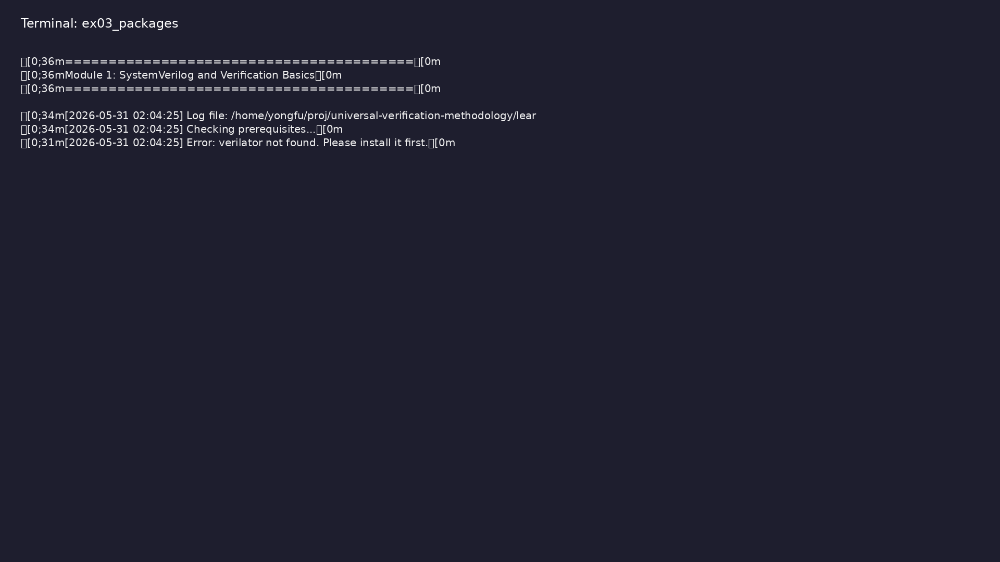 Terminal: ex03_packages
▯[0;36m========================================▯[0m
▯[0;36mModule 1: SystemVerilog and Verification Basics▯[0m
▯[0;36m========================================▯[0m
▯[0;34m[2026-05-31 02:04:25] Log file: /home/yongfu/proj/universal-verification-methodology/lear
▯[0;34m[2026-05-31 02:04:25] Checking prerequisites...▯[0m
▯[0;31m[2026-05-31 02:04:25] Error: verilator not found. Please install it first.▯[0m